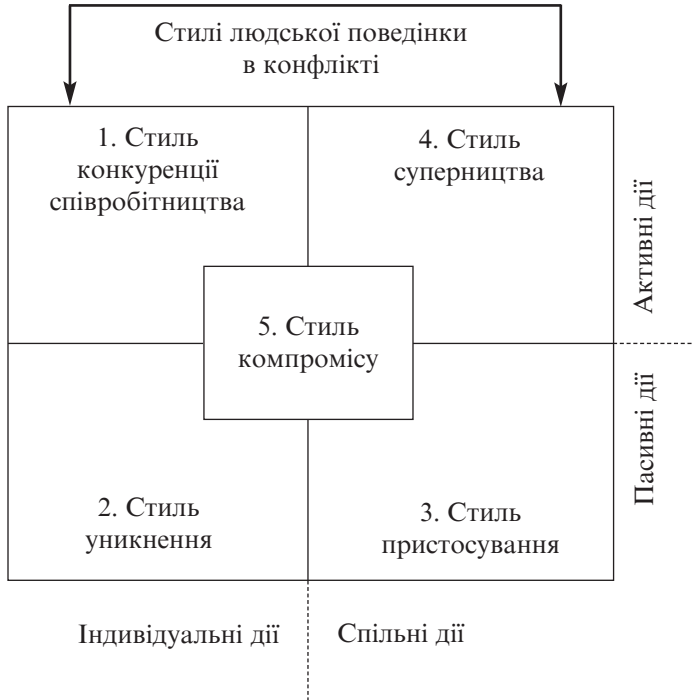 Стилі людської поведінки
в конфлікті
1. Стиль
конкуренції
співробітництва
4. Стиль
суперництва
Активні дії
5. Стиль
компромісу
Пасивні дії
2. Стиль
уникнення
3. Стиль
пристосування
Індивідуальні дії
Спільні дії